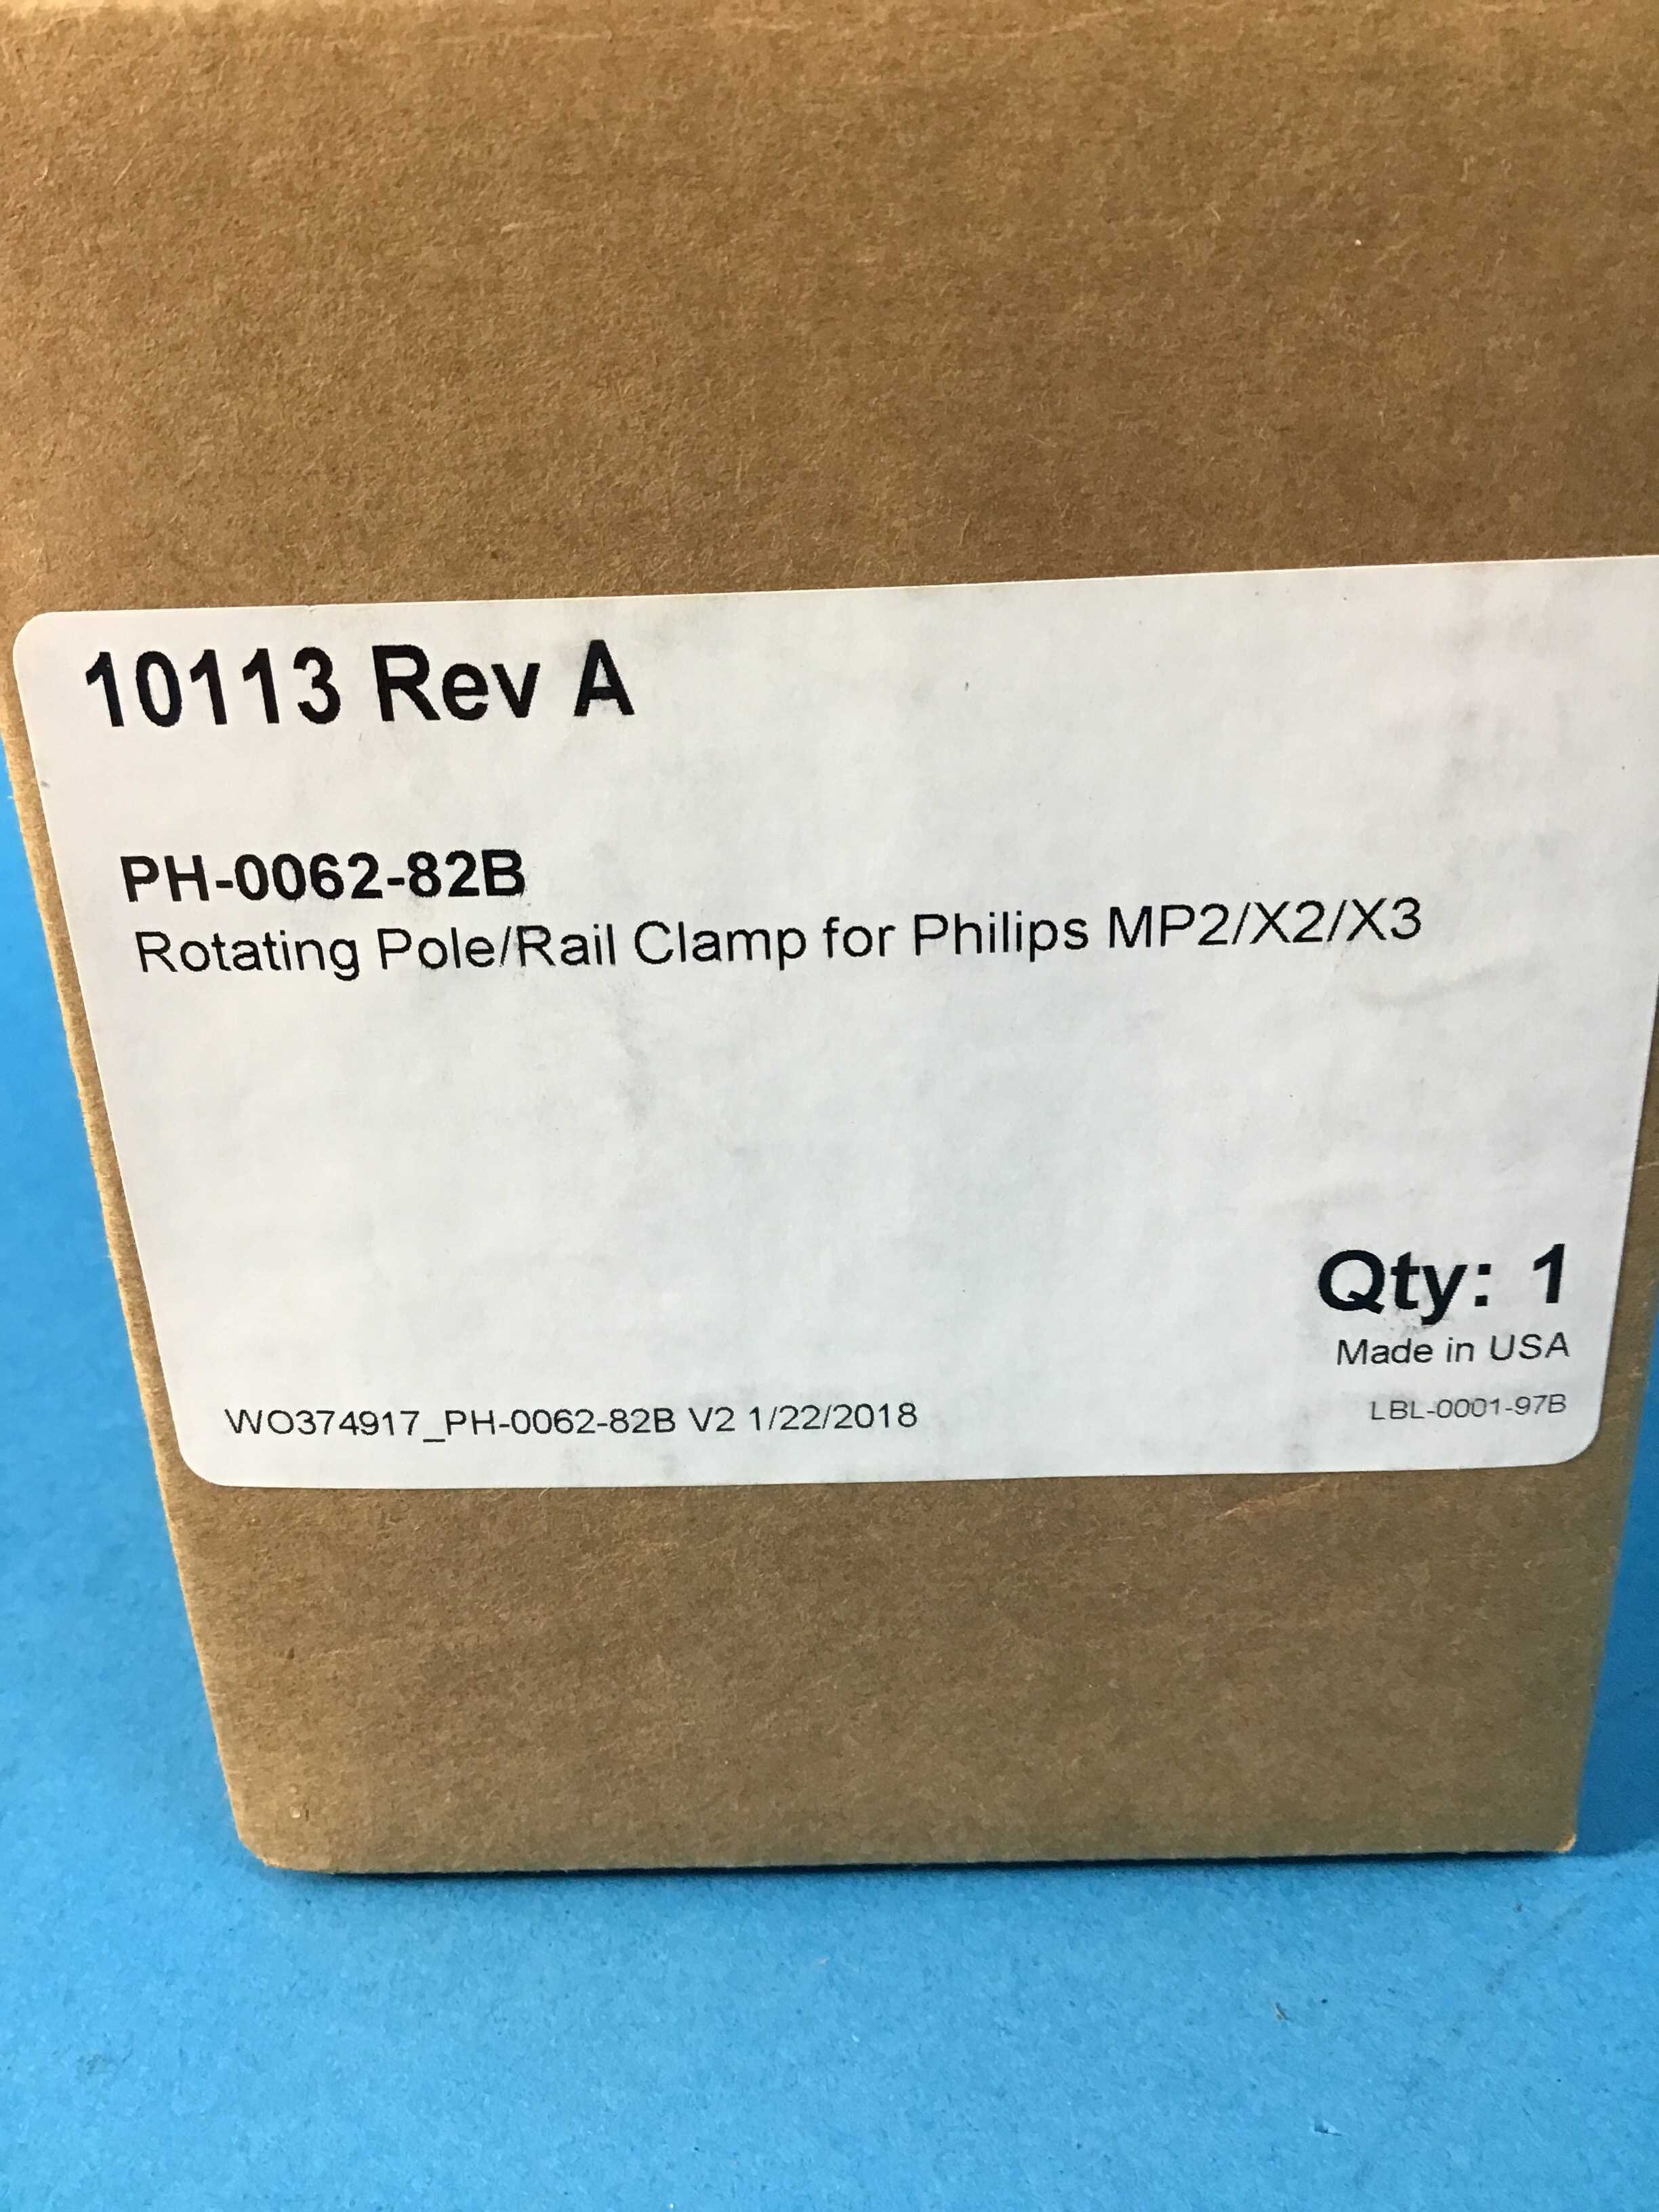 10113 Rev A
PH-0062-82B
Rotating Pole/Rail Clamp for Philips MP2/X2/X3
Qty: 1
Made in USA
WO374917_PH-0062-82B V2 1/22/2018
LBL-0001-97B